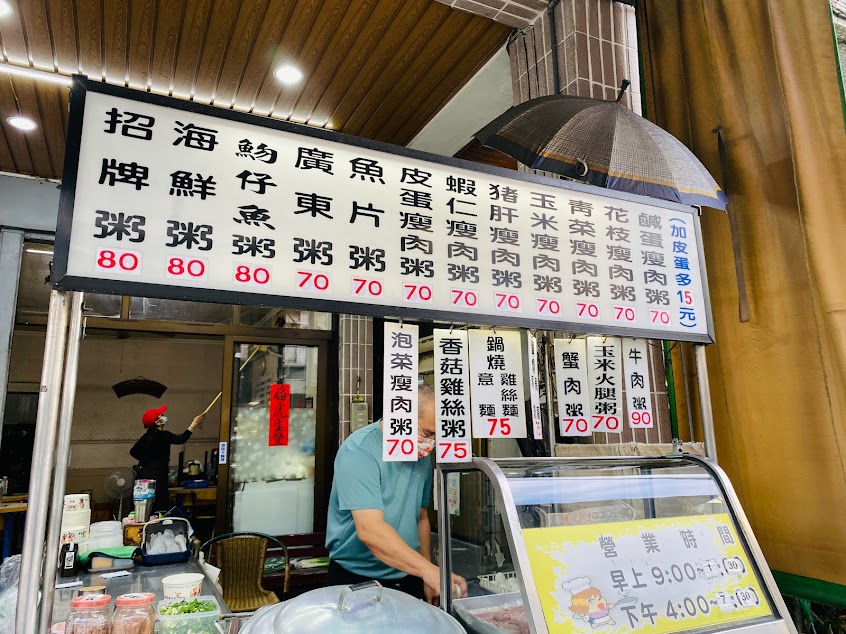 招牌粥 80
海鮮粥 80
魩仔魚粥 80
廣東粥 70
魚片粥 70
皮蛋瘦肉粥 70
蝦仁瘦肉粥 70
豬肝瘦肉粥 70
玉米瘦肉粥 70
青菜瘦肉粥 70
花枝瘦肉粥 70
鹹蛋瘦肉粥 70
(加皮蛋多15元)
泡菜瘦肉粥 70
香菇雞絲粥 75
鍋燒 雞絲麵 意麵 75
蟹肉粥 70
玉米火腿粥 70
牛肉粥 90
營業時間
早上9:00~1:(30)
下午4:00~7:(30)